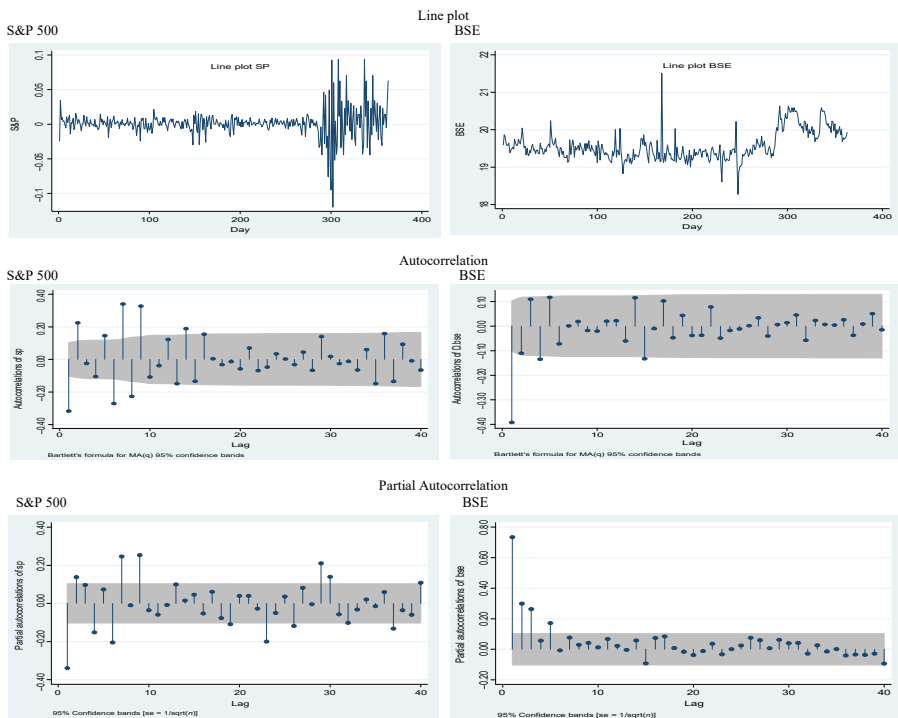 Line plot
S&P 500
BSE
0.1
0.05
0
-0.05
-0.1
S&P
Line plot SP
0
100
200
300
400
Day
22
21
20
19
18
BSE
Line plot BSE
0
100
200
300
400
Day
Autocorrelation
S&P 500
BSE
0.40
0.20
0.00
-0.20
-0.40
Autocorrelations of sp
0
10
20
30
40
Lag
Bartlett's formula for MA(q) 95% confidence bands
0.10
0.00
-0.10
-0.20
-0.30
-0.40
Autocorrelations of D.bse
0
10
20
30
40
Lag
Bartlett's formula for MA(q) 95% confidence bands
Partial Autocorrelation
S&P 500
BSE
0.40
0.20
0.00
-0.20
-0.40
Partial autocorrelations of sp
0
10
20
30
40
Lag
95% Confidence bands [se = 1/sqrt(n)]
0.80
0.60
0.40
0.20
0.00
-0.20
Partial autocorrelations of bse
0
10
20
30
40
Lag
95% Confidence bands [se = 1/sqrt(n)]